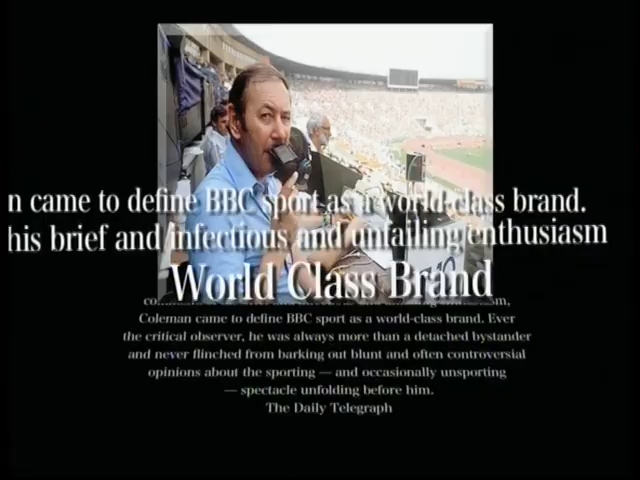 n came to define BBC sport as a world-class brand.
his brief and infectious and unfailing enthusiasm
World Class Brand
Coleman came to define BBC sport as a world-class brand. Ever
the critical observer, he was always more than a detached bystander
and never flinched from barking out blunt and often controversial
opinions about the sporting — and occasionally unsporting
— spectacle unfolding before him.
The Daily Telegraph